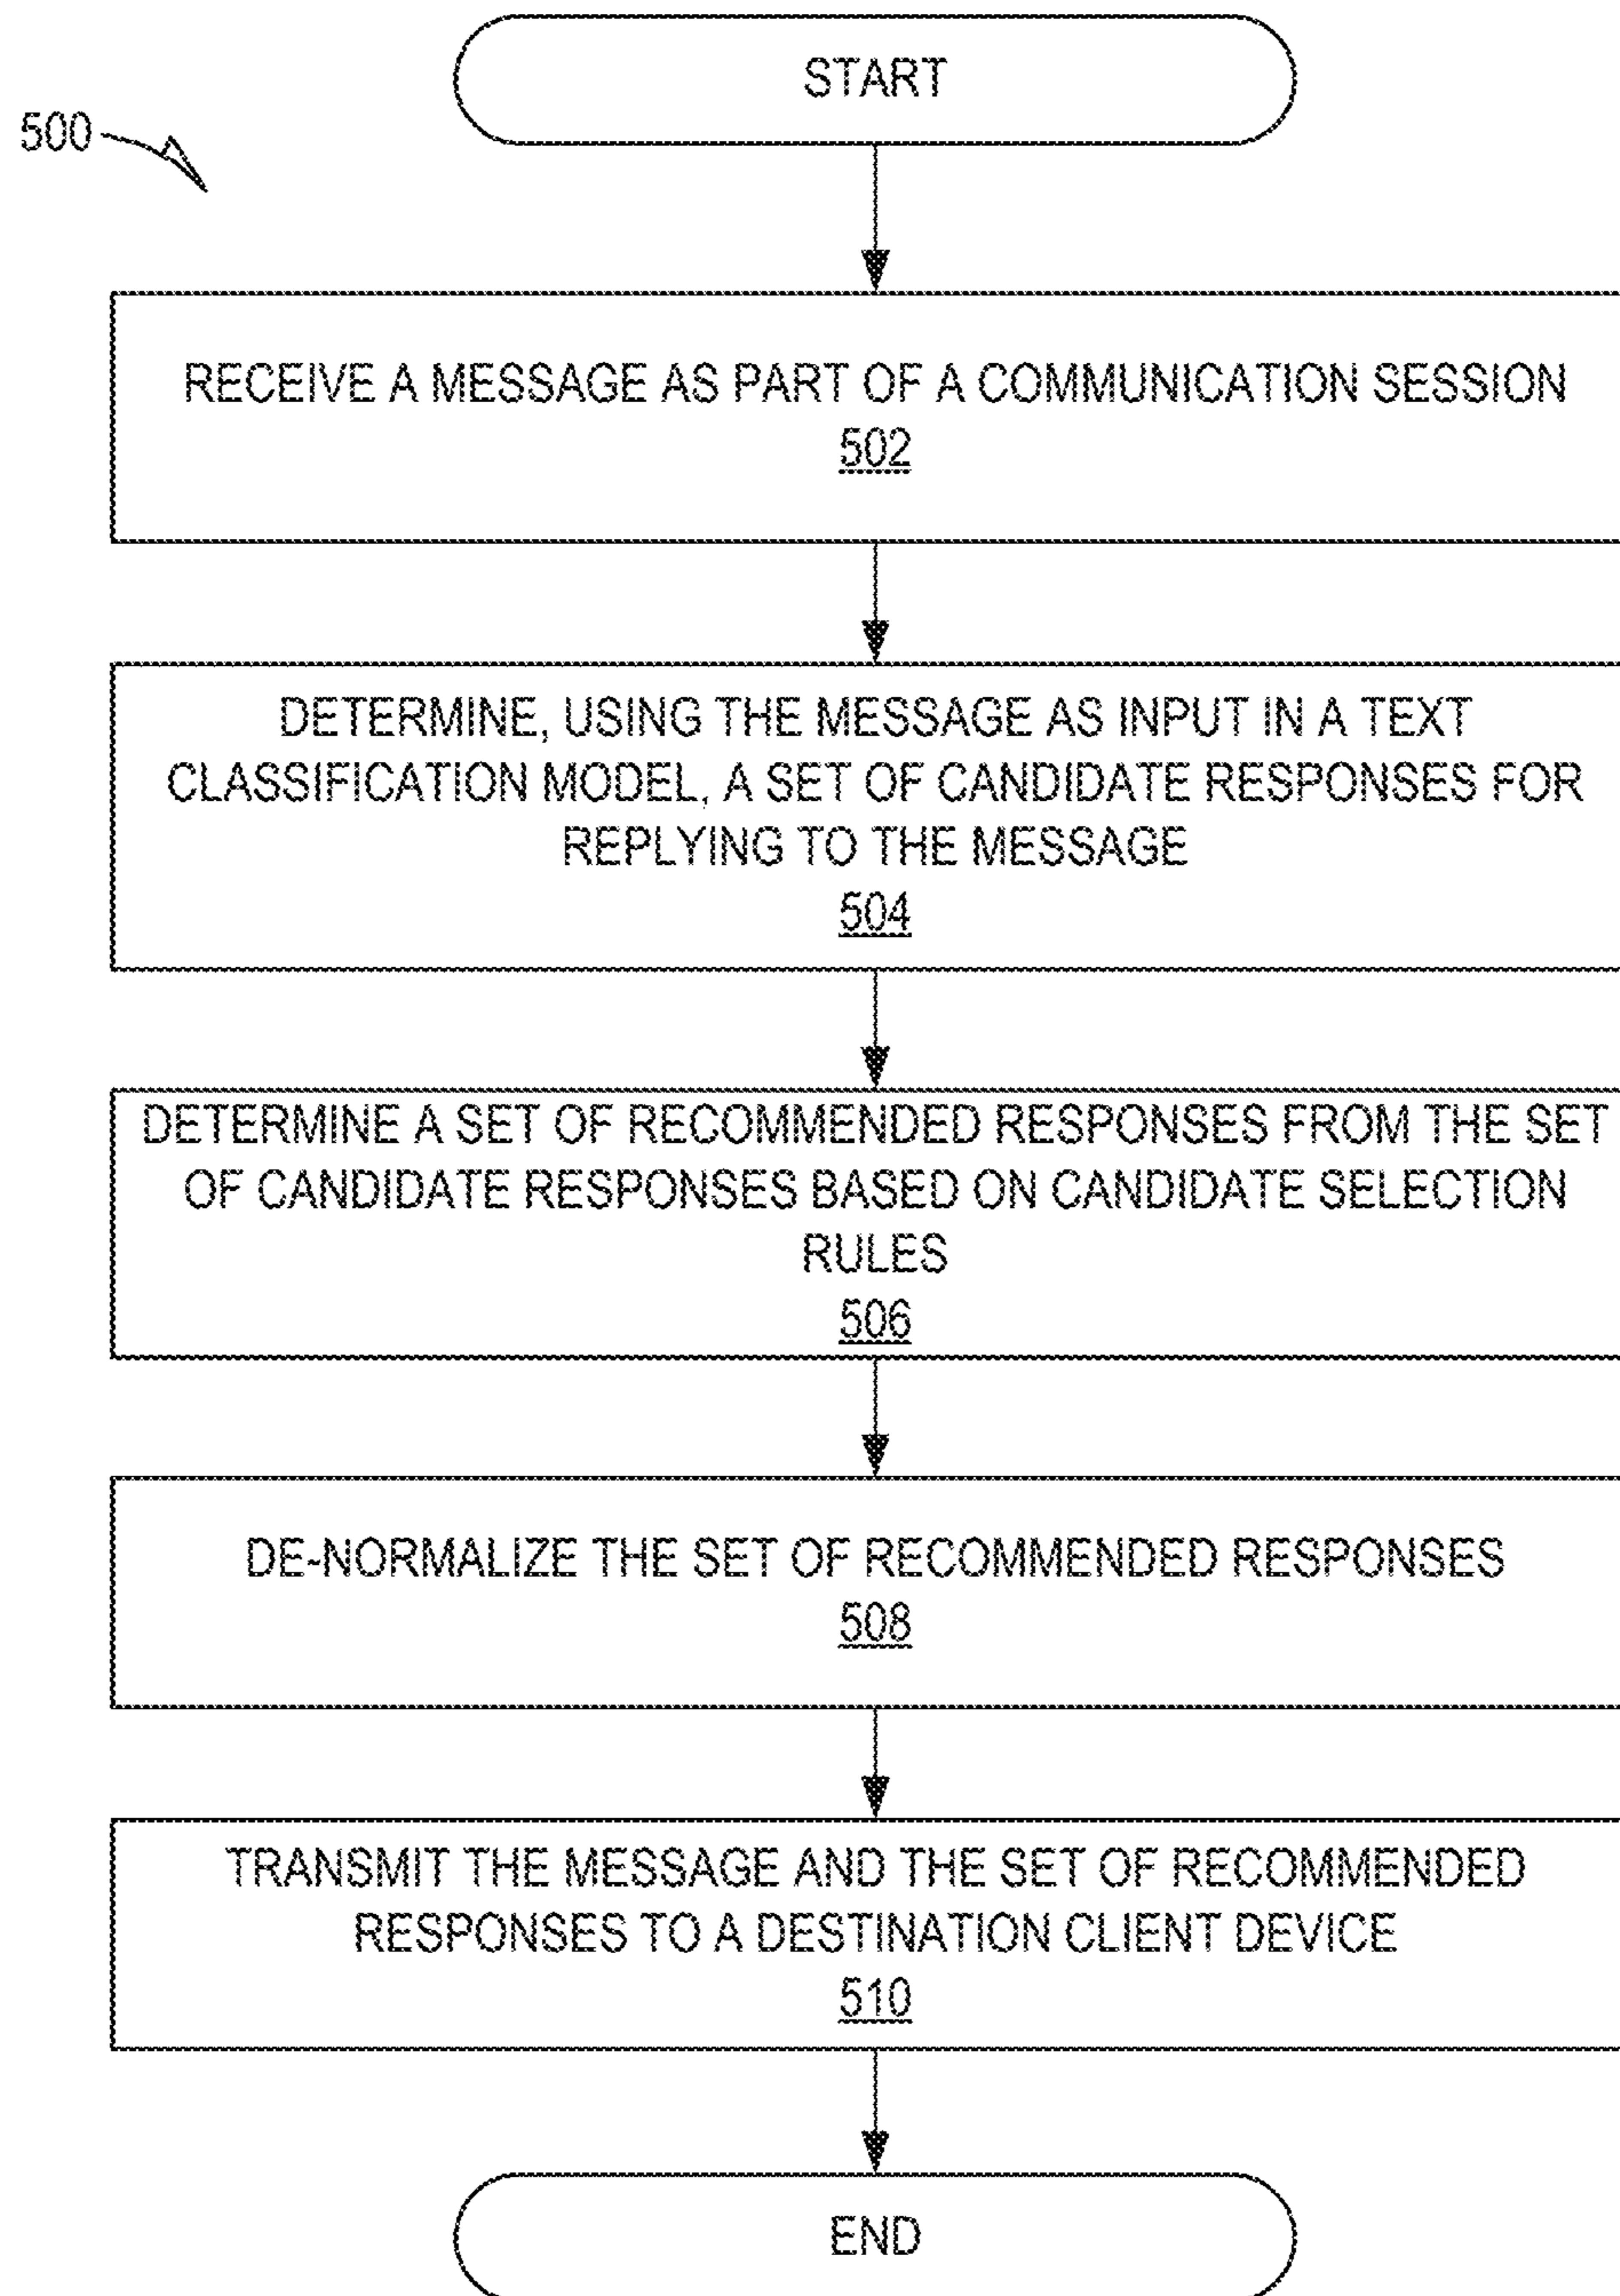 START
500
RECEIVE A MESSAGE AS PART OF A COMMUNICATION SESSION
502
DETERMINE, USING THE MESSAGE AS INPUT IN A TEXT
CLASSIFICATION MODEL, A SET OF CANDIDATE RESPONSES FOR
REPLYING TO THE MESSAGE
504
DETERMINE A SET OF RECOMMENDED RESPONSES FROM THE SET
OF CANDIDATE RESPONSES BASED ON CANDIDATE SELECTION
RULES
506
DE-NORMALIZE THE SET OF RECOMMENDED RESPONSES
508
TRANSMIT THE MESSAGE AND THE SET OF RECOMMENDED
RESPONSES TO A DESTINATION CLIENT DEVICE
510
END